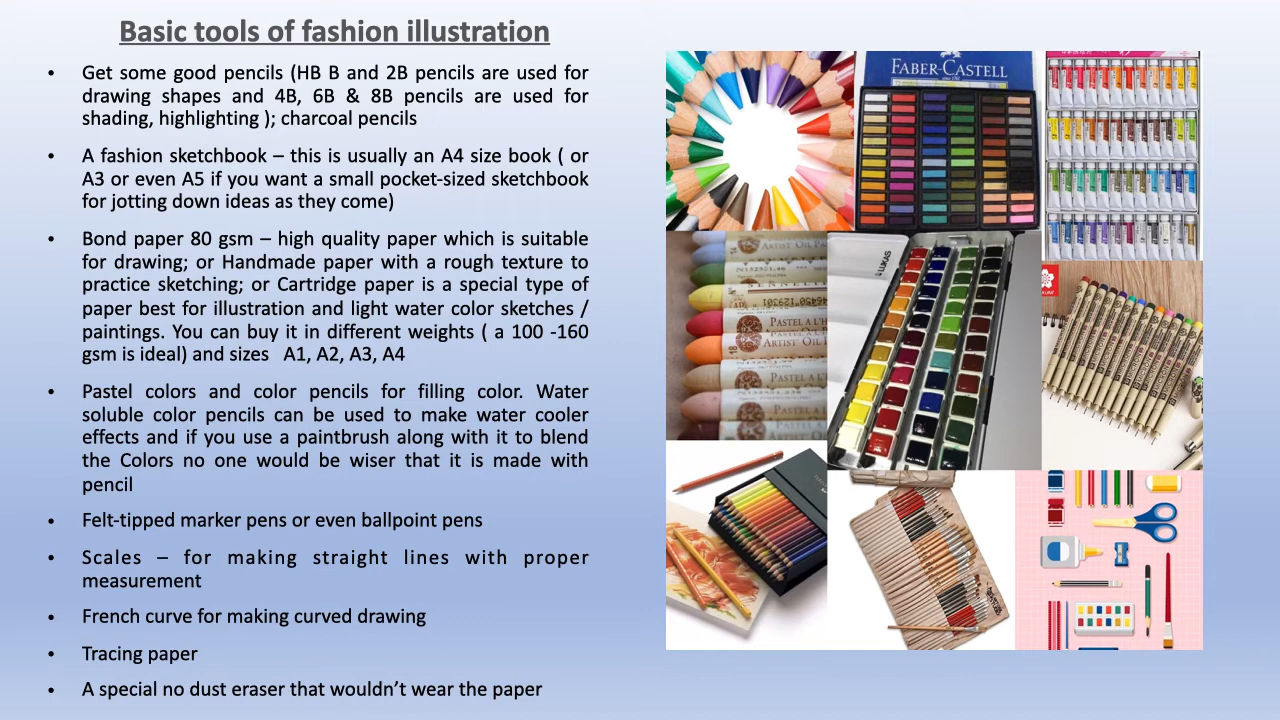 Basic tools of fashion illustration
• Get some good pencils (HB B and 2B pencils are used for
drawing shapes and 4B, 6B & 8B pencils are used for
shading, highlighting ); charcoal pencils
• A fashion sketchbook – this is usually an A4 size book ( or
A3 or even A5 if you want a small pocket-sized sketchbook
for jotting down ideas as they come)
• Bond paper 80 gsm – high quality paper which is suitable
for drawing; or Handmade paper with a rough texture to
practice sketching; or Cartridge paper is a special type of
paper best for illustration and light water color sketches /
paintings. You can buy it in different weights ( a 100 -160
gsm is ideal) and sizes A1, A2, A3, A4
• Pastel colors and color pencils for filling color. Water
soluble color pencils can be used to make water cooler
effects and if you use a paintbrush along with it to blend
the Colors no one would be wiser that it is made with
pencil
• Felt-tipped marker pens or even ballpoint pens
• Scales – for making straight lines with proper
measurement
• French curve for making curved drawing
• Tracing paper
• A special no dust eraser that wouldn't wear the paper
FABER-CASTELL
ARTIST OIL PA
PASTEL A L'H
ARTIST OIL
PASTEL A L
PASTEL A
LUKAS